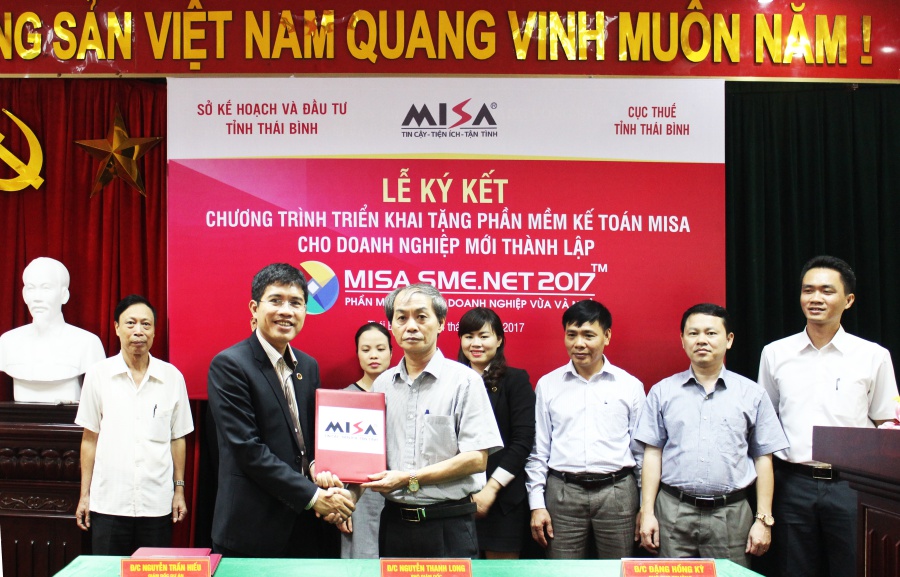 NG SẢN VIỆT NAM QUANG VINH MUÔN NĂM !
SỞ KẾ HOẠCH VÀ ĐẦU TƯ
TỈNH THÁI BÌNH
MISA®
TIN CẬY-TIỆN ÍCH-TẬN TÌNH
CỤC THUẾ
TỈNH THÁI BÌNH
LỄ KÝ KẾT
CHƯƠNG TRÌNH TRIỂN KHAI TẶNG PHẦN MỀM KẾ TOÁN MISA
CHO DOANH NGHIỆP MỚI THÀNH LẬP
MISA SME.NET 2017™
PHẦN DOANH NGHIỆP VỪA VÀ
2017
MISA
Đ/C NGUYỄN TRẦN HIẾU
Đ/C NGUYỄN THANH LONG
Đ/C ĐẶNG HỒNG KỲ